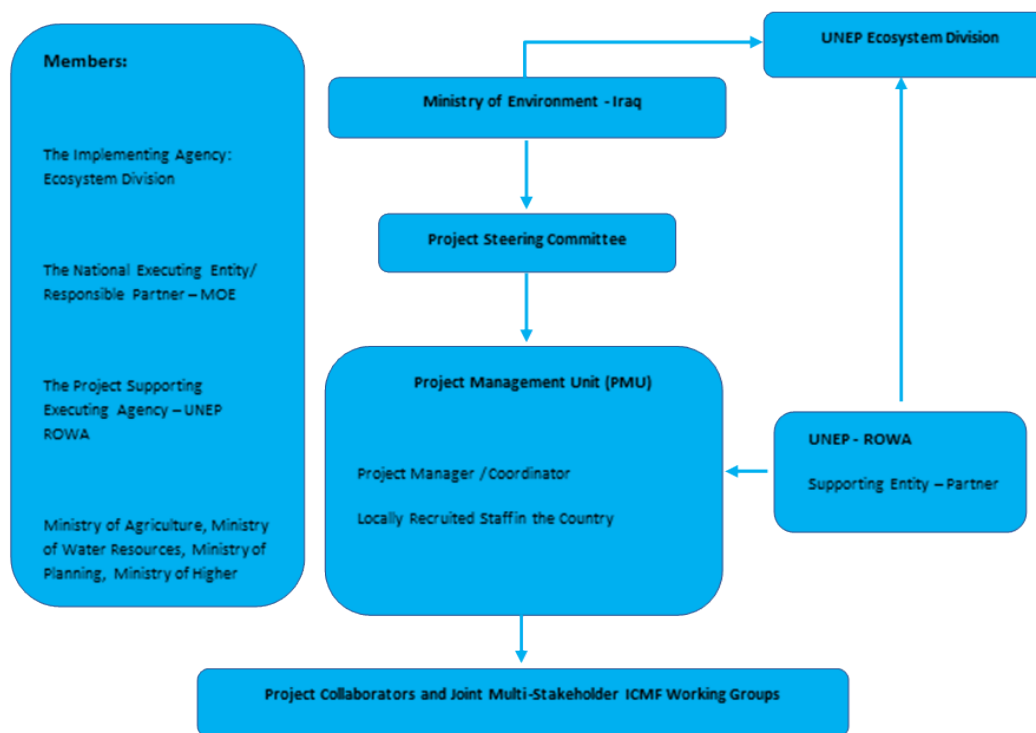 Members:
The Implementing Agency:
Ecosystem Division
The National Executing Entity/
Responsible Partner – MOE
The Project Supporting
Executing Agency – UNEP
ROWA
Ministry of Agriculture, Ministry
of Water Resources, Ministry of
Planning, Ministry of Higher
UNEP Ecosystem Division
Ministry of Environment - Iraq
Project Steering Committee
Project Management Unit (PMU)
Project Manager /Coordinator
Locally Recruited Staff in the Country
UNEP - ROWA
Supporting Entity – Partner
Project Collaborators and Joint Multi-Stakeholder ICMF Working Groups